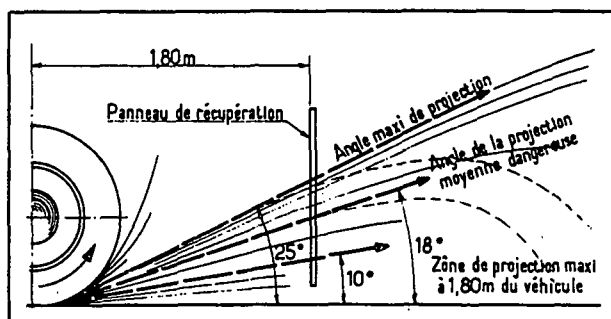 1,80m
Panneau de récupération
Angle maxi de projection
Angle de la projection
moyenne dangereuse
25°
10°
18°
Zône de projection maxi
à 1,80m du véhicule